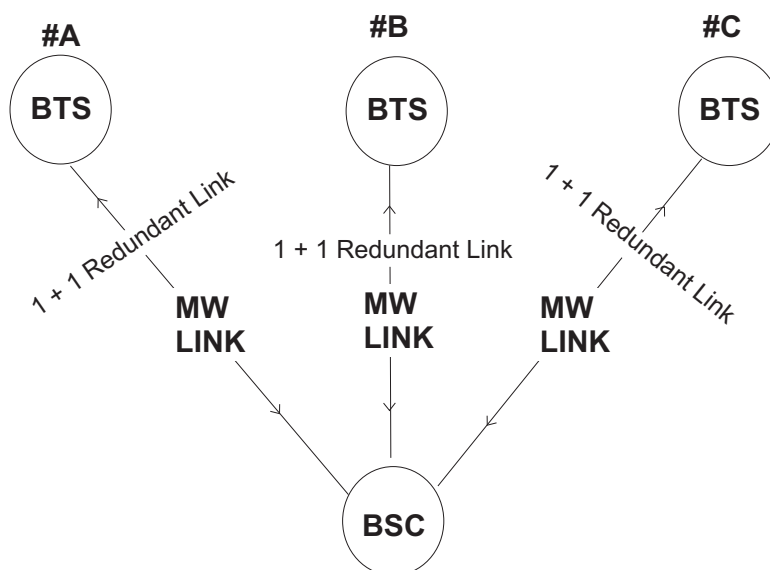 #A
#B
#C
BTS
BTS
BTS
1 + 1 Redundant Link
1 + 1 Redundant Link
1 + 1 Redundant Link
MW
LINK
MW
LINK
MW
LINK
BSC